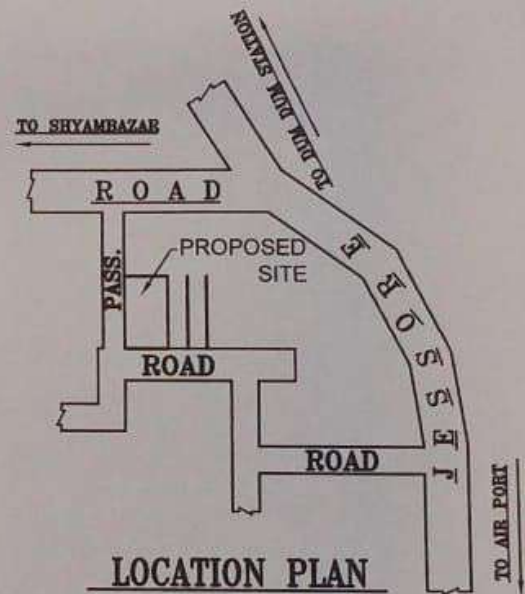 TO DUM DUM STATION
TO SHYAMBAZAR
ROAD
PASS.
PROPOSED
SITE
JESSORE
ROAD
ROAD
TO AIR PORT
LOCATION PLAN